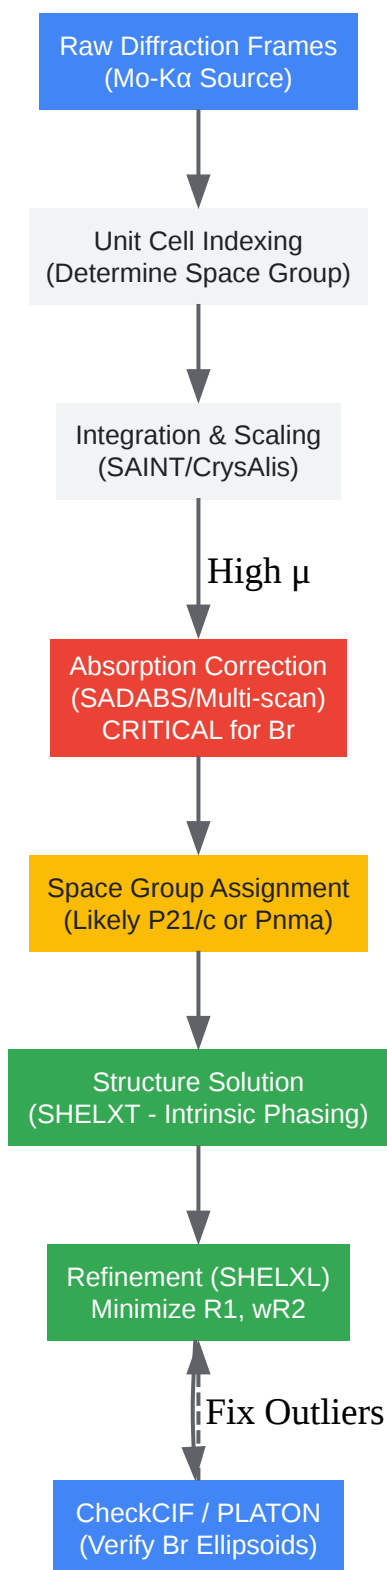 Raw Diffraction Frames
(Mo-Kα Source)
Unit Cell Indexing
(Determine Space Group)
Integration & Scaling
(SAINT/CrysAlis)
High μ
Absorption Correction
(SADABS/Multi-scan)
CRITICAL for Br
Space Group Assignment
(Likely P21/c or Pnma)
Structure Solution
(SHELXT - Intrinsic Phasing)
Refinement (SHELXL)
Minimize R1, wR2
Fix Outliers
CheckCIF / PLATON
(Verify Br Ellipsoids)